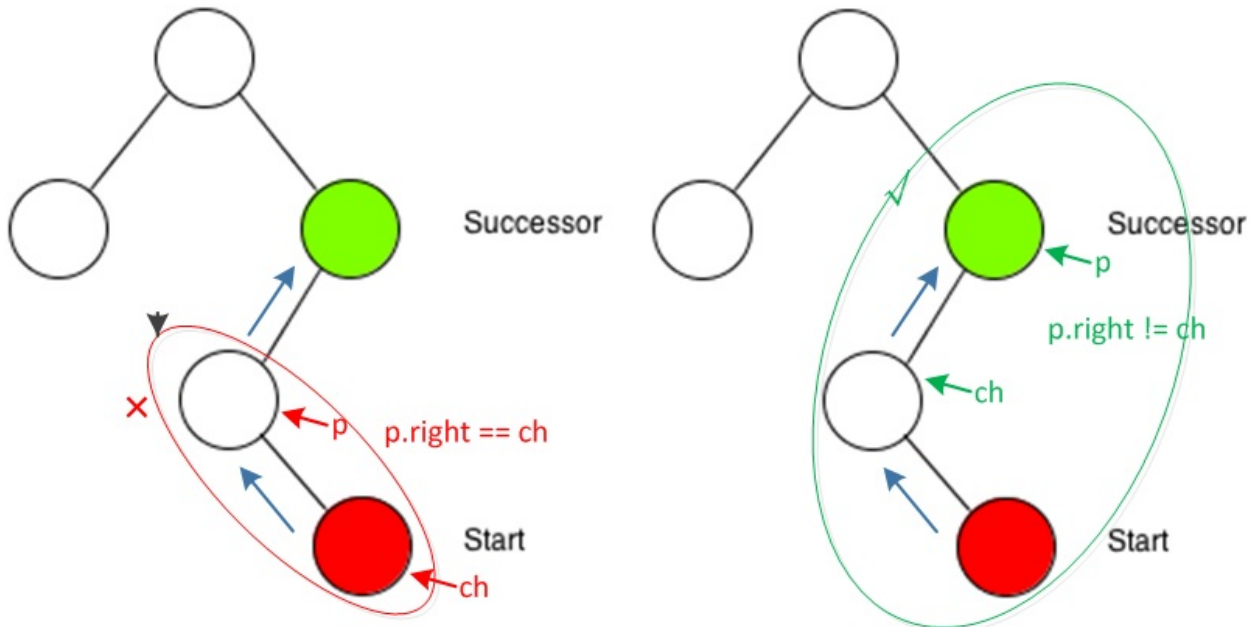 Successor
p
p.right == ch
Start
ch
Successor
p
p.right != ch
ch
Start